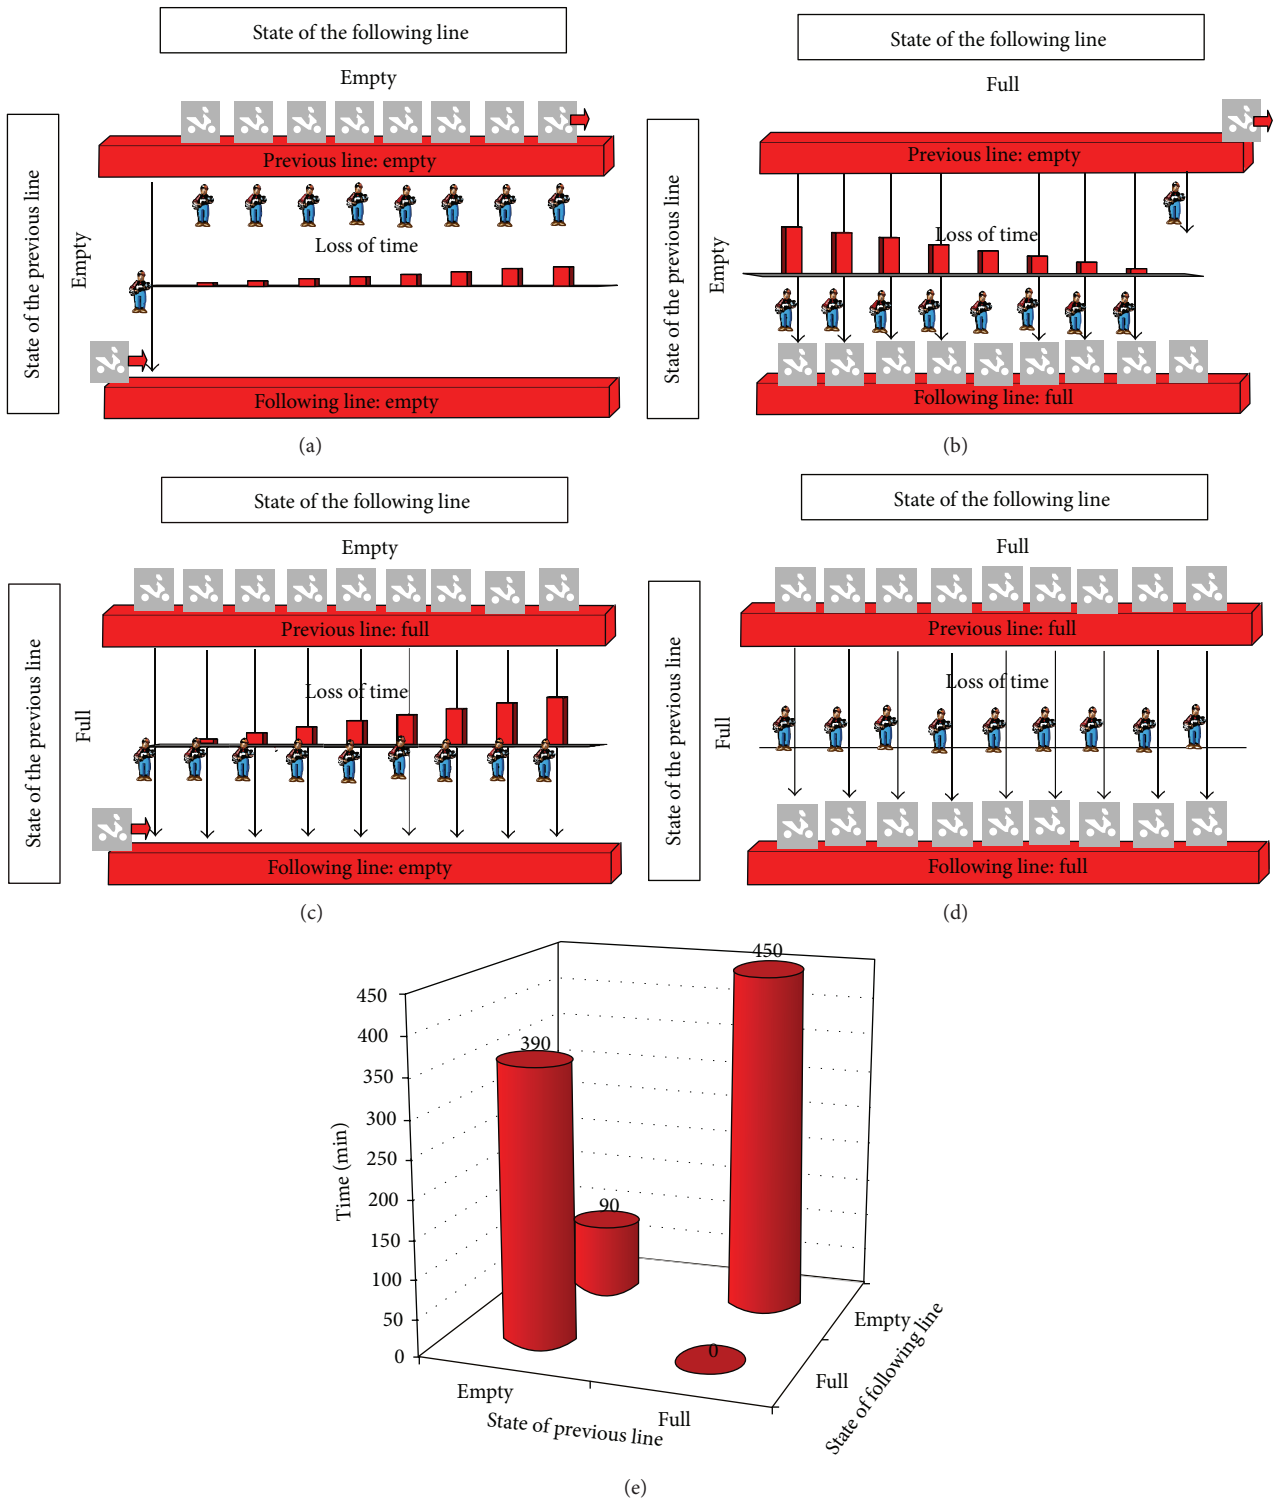 State of the following line
Empty
State of the previous line
Empty
Previous line: empty
Loss of time
Following line: empty
(a)
State of the following line
Full
State of the previous line
Empty
Previous line: empty
Loss of time
Following line: full
(b)
State of the following line
Empty
State of the previous line
Full
Previous line: full
Loss of time
Following line: empty
(c)
State of the following line
Full
State of the previous line
Full
Previous line: full
Loss of time
Following line: full
(d)
450
390
90
0
450
400
350
300
250
200
150
100
50
0
Time (min)
Empty
Full
State of previous line
Empty
Full
State of following line
(e)